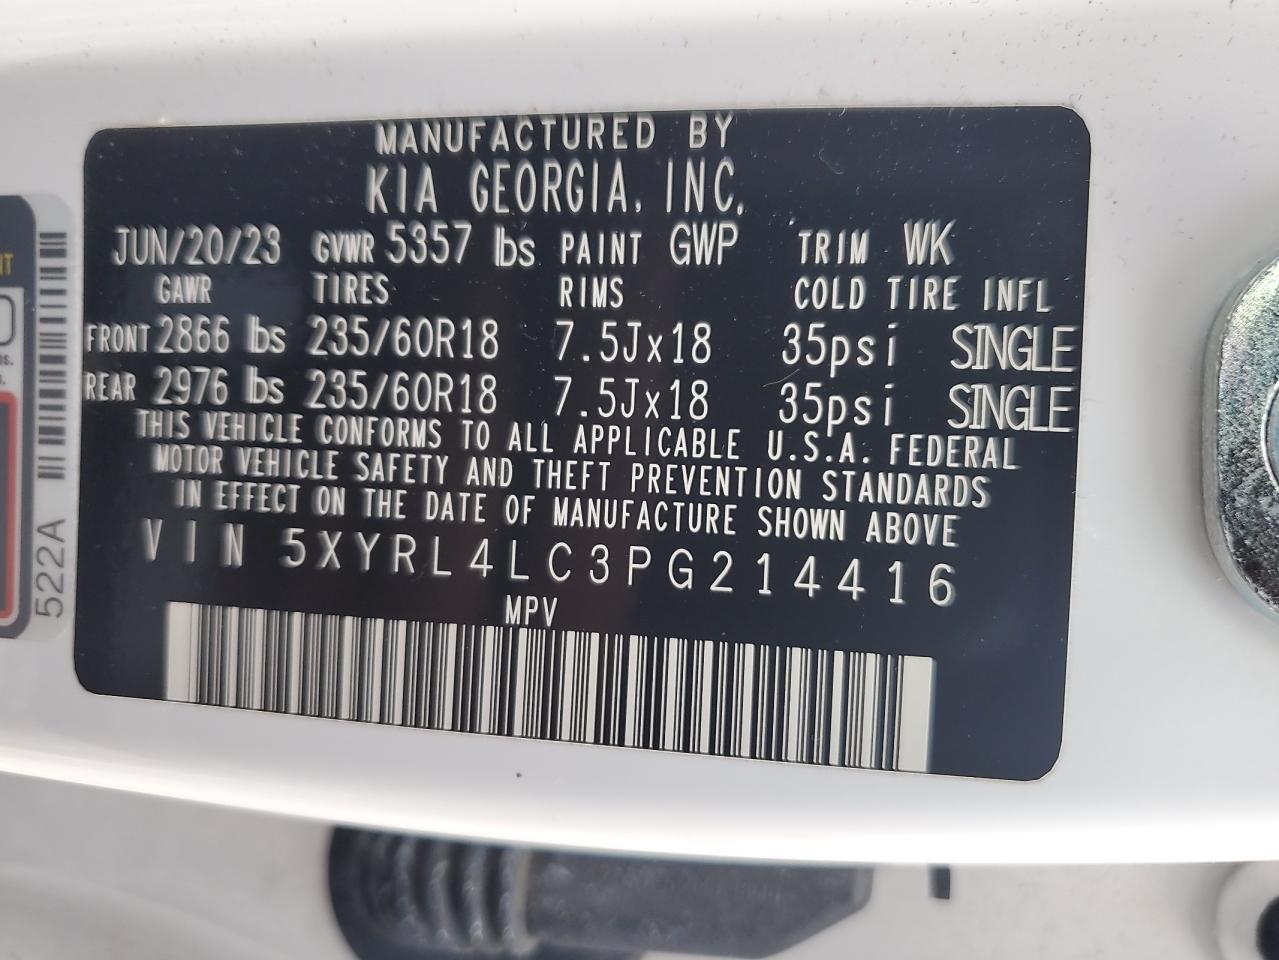 MANUFACTURED BY
KIA GEORGIA, INC.
JUN/20/23 GVWR 5357 lbs PAINT GWP TRIM WK
GAWR TIRES RIMS COLD TIRE INFL
FRONT 2866 lbs 235/60R18 7.5Jx18 35psi SINGLE
REAR 2976 lbs 235/60R18 7.5Jx18 35psi SINGLE
THIS VEHICLE CONFORMS TO ALL APPLICABLE U.S.A. FEDERAL
MOTOR VEHICLE SAFETY AND THEFT PREVENTION STANDARDS
IN EFFECT ON THE DATE OF MANUFACTURE SHOWN ABOVE
VIN 5XYRL4LC3PG214416
MPV
522A